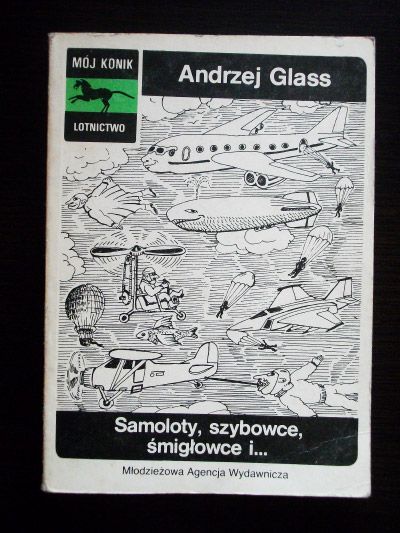 MÓJ KONIK
LOTNICTWO
Andrzej Glass
Samoloty, szybowce,
śmigłowce i...
Młodzieżowa Agencja Wydawnicza